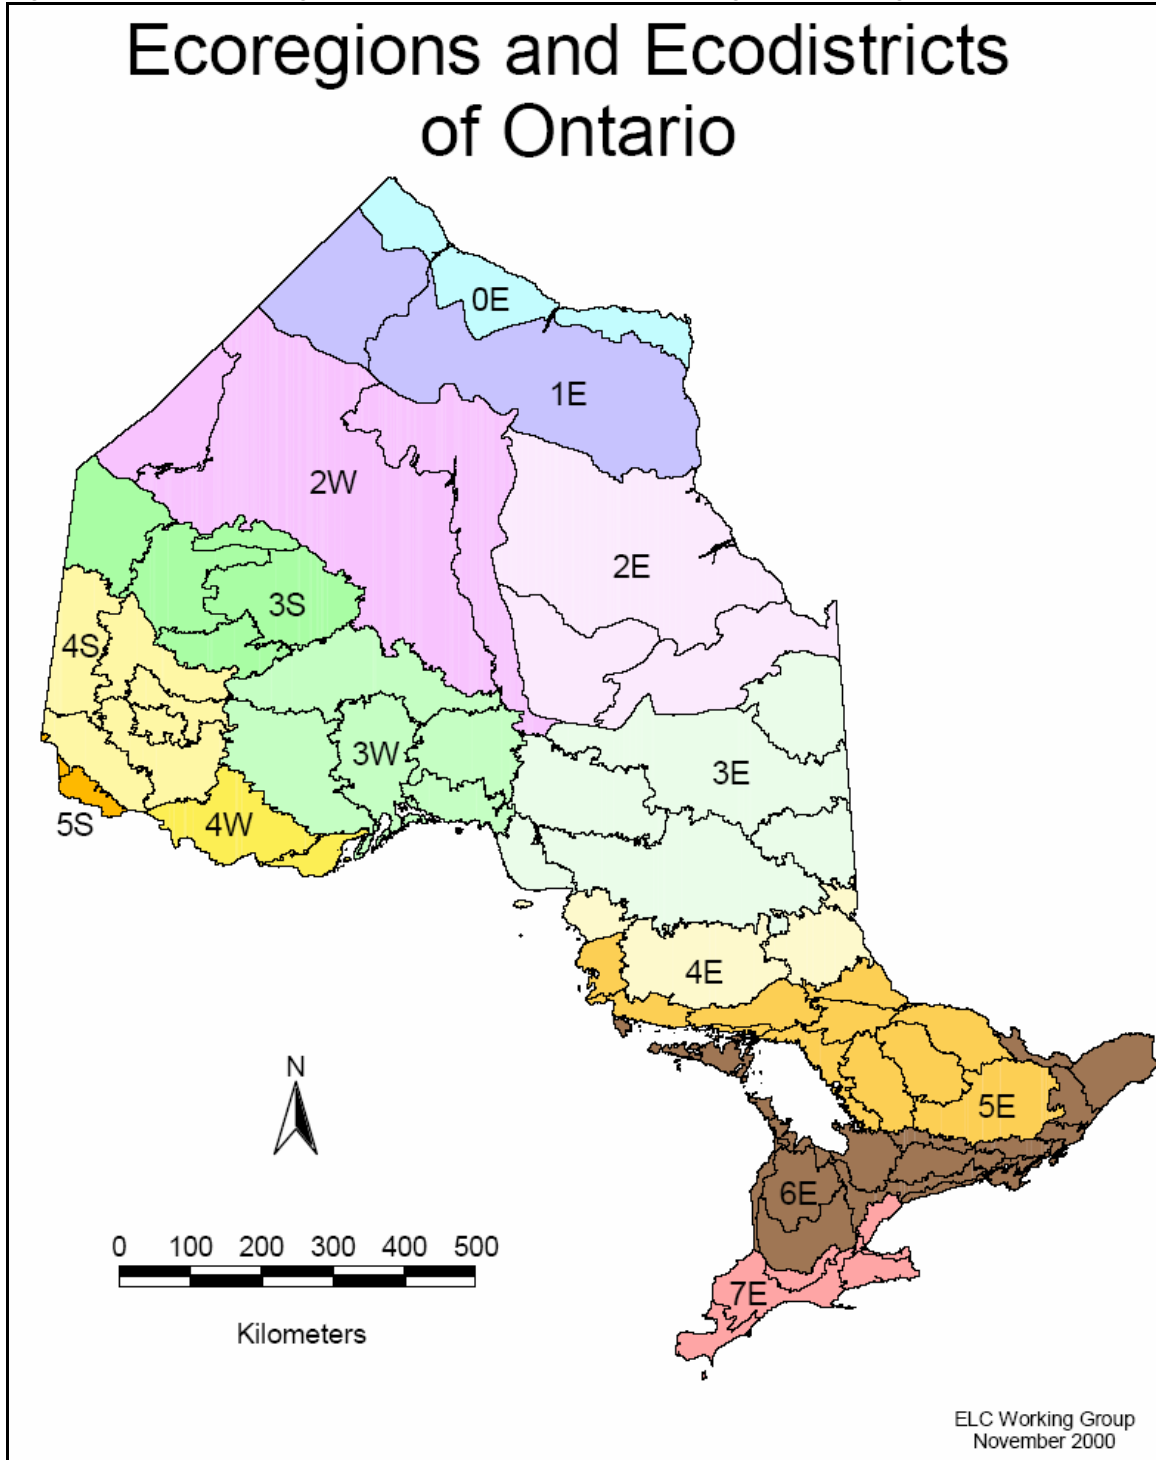 Ecoregions and Ecodistricts
of Ontario
0E
1E
2W
2E
3S
4S
3W
3E
5S
4W
4E
N
5E
6E
0 100 200 300 400 500
7E
Kilometers
ELC Working Group
November 2000